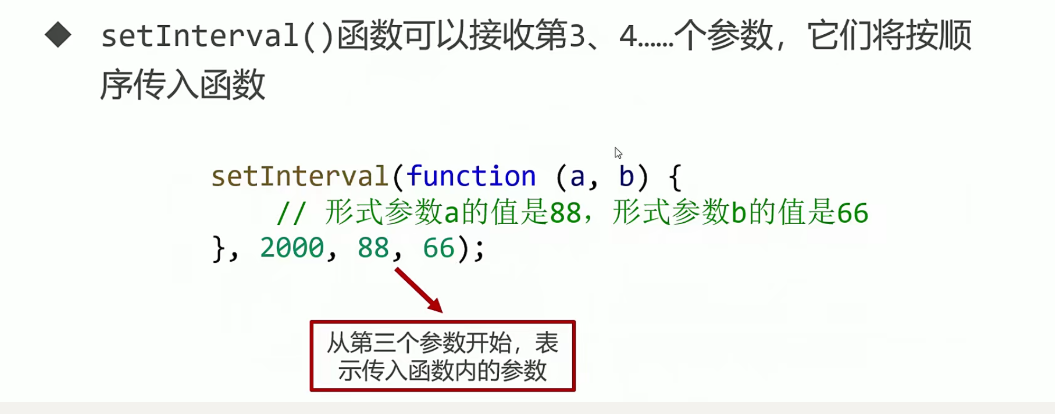 setInterval()函数可以接收第3、4……个参数，它们将按顺
序传入函数
setInterval(function (a, b) {
// 形式参数a的值是88，形式参数b的值是66
}, 2000, 88, 66);
从第三个参数开始，表
示传入函数内的参数